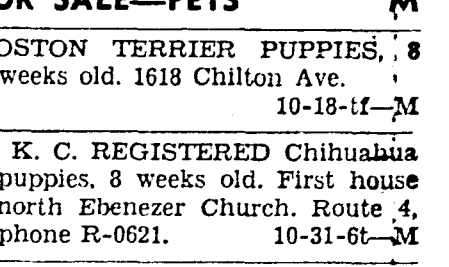 OR SALE—PETS M
OSTON TERRIER PUPPIES, 8
weeks old. 1618 Chilton Ave.
10-18-tf—M
K. C. REGISTERED Chihuahua
puppies, 8 weeks old. First house
north Ebenezer Church. Route 4,
phone R-0621. 10-31-6t—M